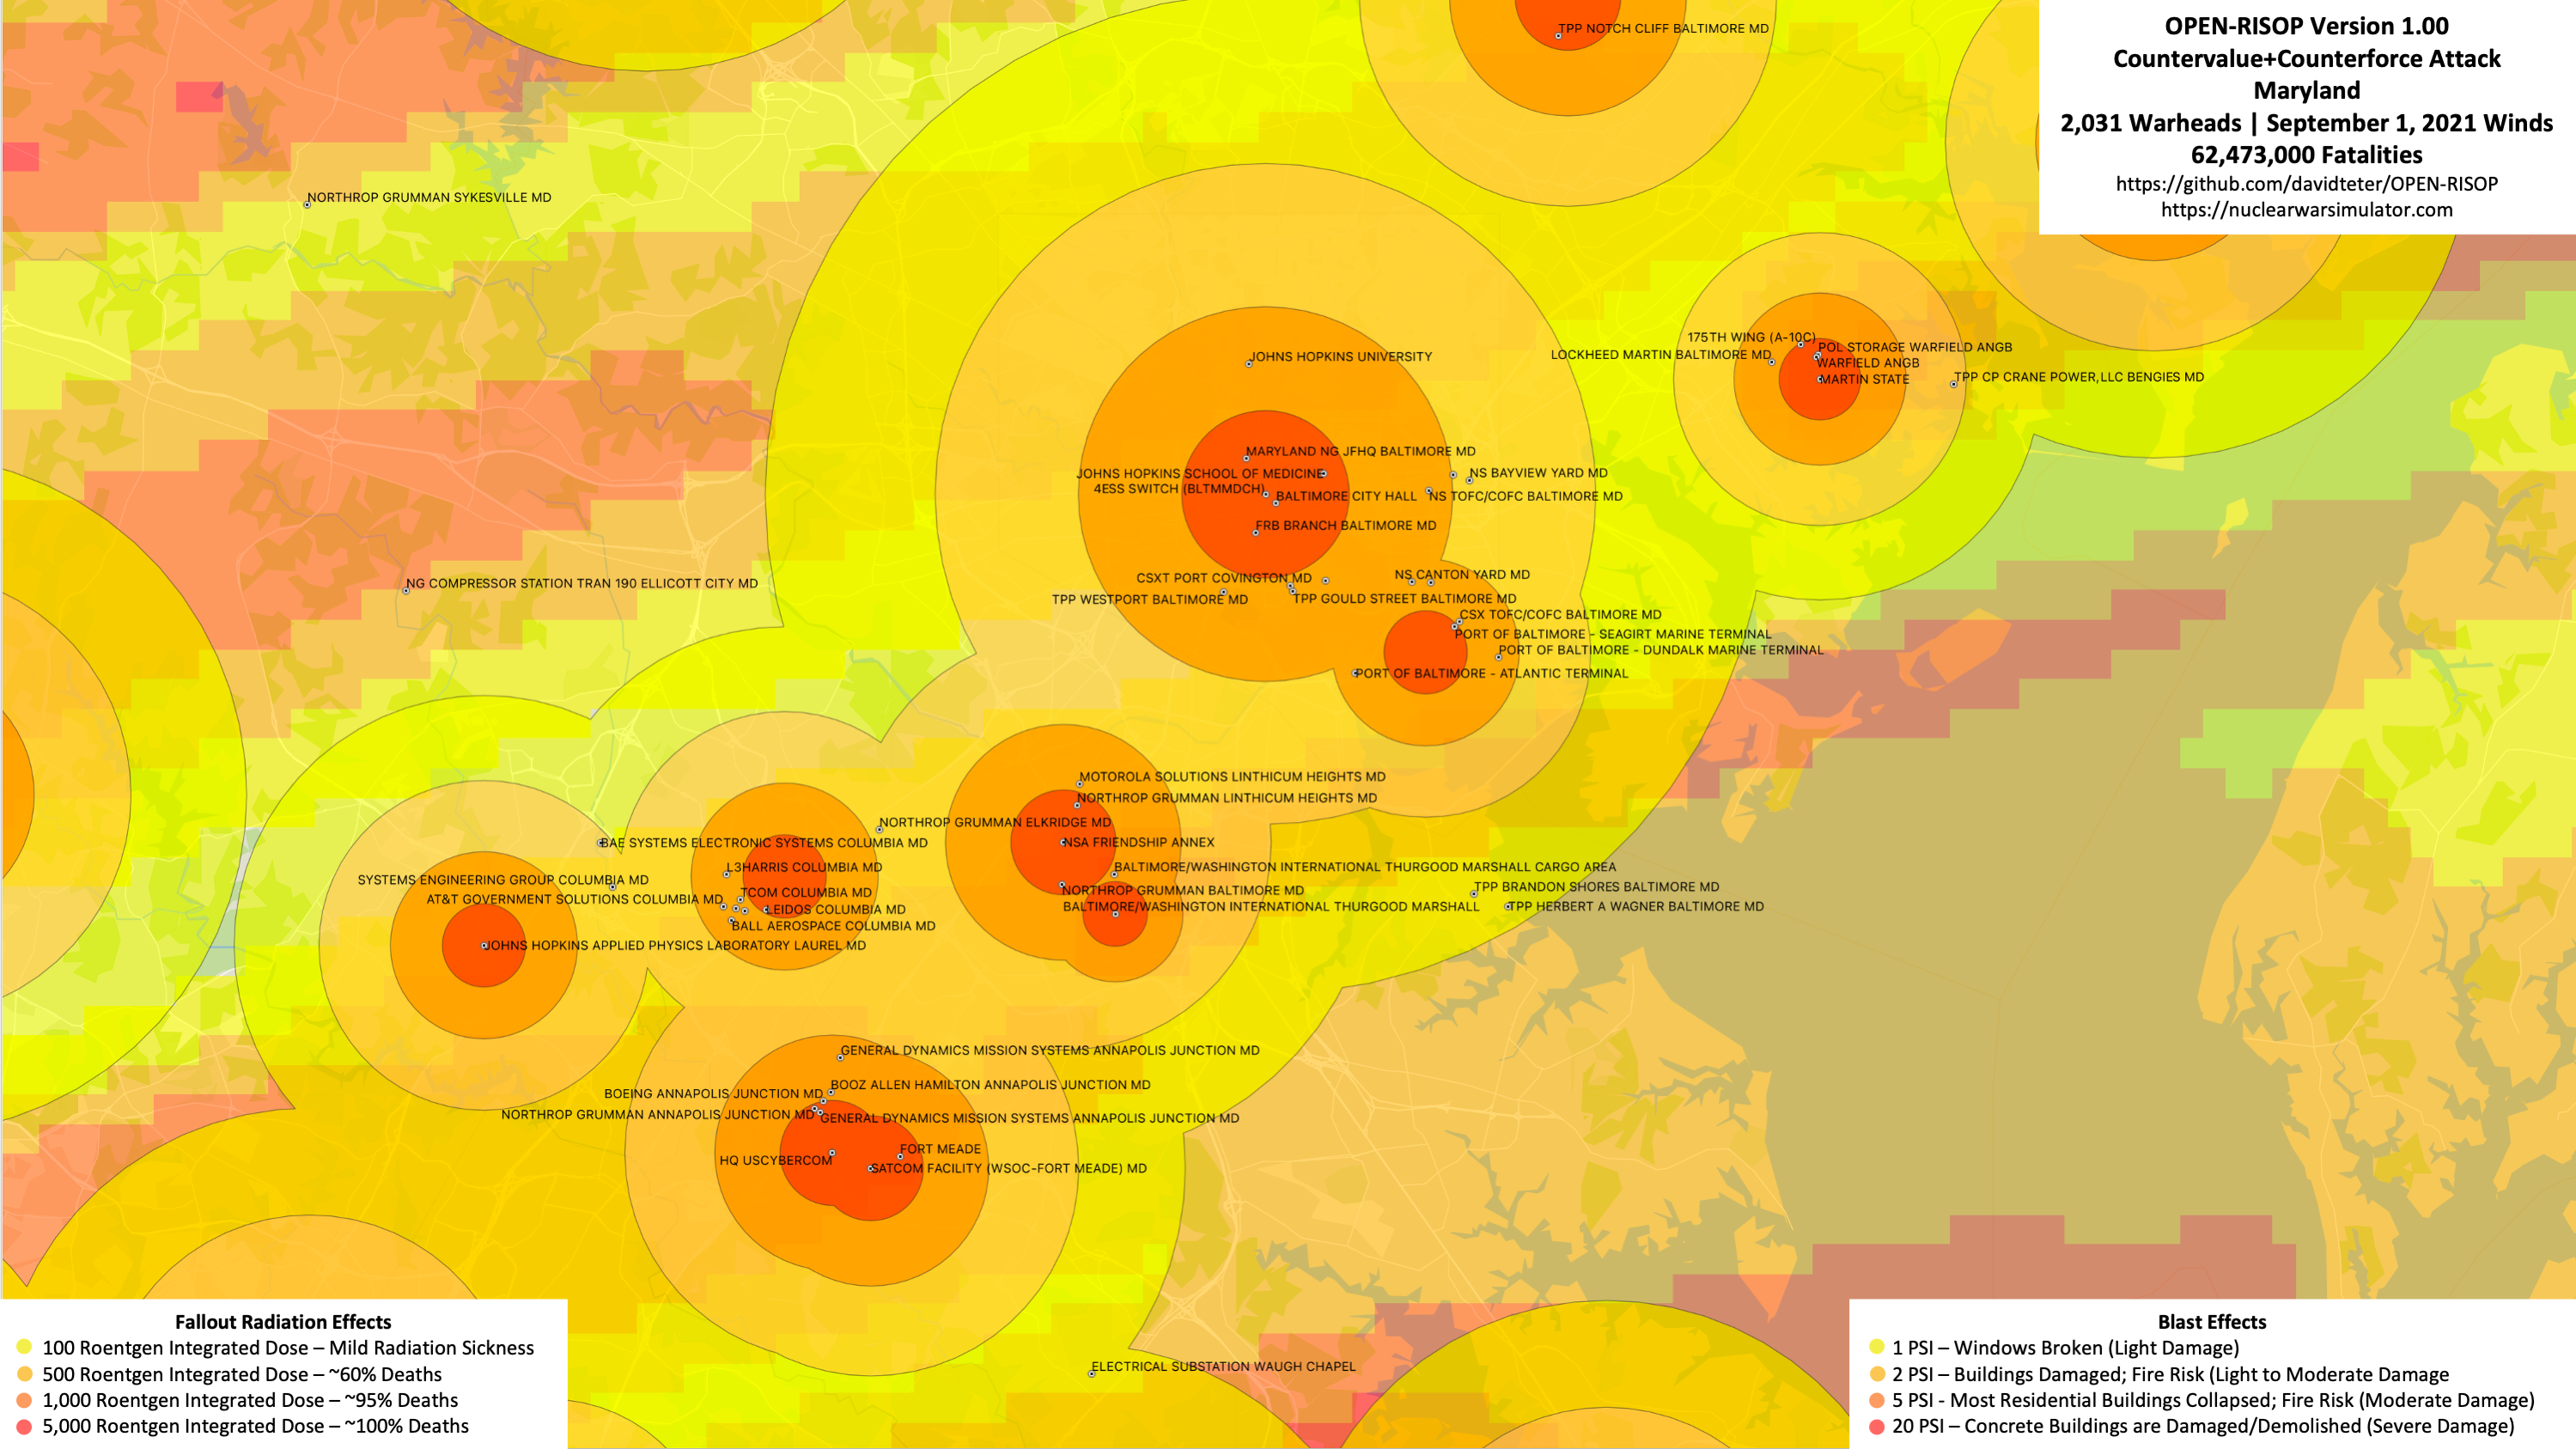 OPEN-RISOP Version 1.00
Countervalue+Counterforce Attack
Maryland
2,031 Warheads | September 1, 2021 Winds
62,473,000 Fatalities
https://github.com/davidteter/OPEN-RISOP
https://nuclearwarsimulator.com
TPP NOTCH CLIFF BALTIMORE MD
NORTHROP GRUMMAN SYKESVILLE MD
175TH WING (A-10C)
POL STORAGE WARFIELD ANGB
LOCKHEED MARTIN BALTIMORE MD
WARFIELD ANGB
MARTIN STATE
TPP CP CRANE POWER,LLC BENGIES MD
JOHNS HOPKINS UNIVERSITY
MARYLAND NG JFHQ BALTIMORE MD
JOHNS HOPKINS SCHOOL OF MEDICINE
NS BAYVIEW YARD MD
4ESS SWITCH (BLTMMDCH)
BALTIMORE CITY HALL
NS TOFC/COFC BALTIMORE MD
FRB BRANCH BALTIMORE MD
CSXT PORT COVINGTON MD
NS CANTON YARD MD
NG COMPRESSOR STATION TRAN 190 ELLICOTT CITY MD
TPP WESTPORT BALTIMORE MD
TPP GOULD STREET BALTIMORE MD
CSX TOFC/COFC BALTIMORE MD
PORT OF BALTIMORE - SEAGIRT MARINE TERMINAL
PORT OF BALTIMORE - DUNDALK MARINE TERMINAL
PORT OF BALTIMORE - ATLANTIC TERMINAL
MOTOROLA SOLUTIONS LINTHICUM HEIGHTS MD
NORTHROP GRUMMAN LINTHICUM HEIGHTS MD
NORTHROP GRUMMAN ELKRIDGE MD
BAE SYSTEMS ELECTRONIC SYSTEMS COLUMBIA MD
NSA FRIENDSHIP ANNEX
L3HARRIS COLUMBIA MD
BALTIMORE/WASHINGTON INTERNATIONAL THURGOOD MARSHALL CARGO AREA
SYSTEMS ENGINEERING GROUP COLUMBIA MD
TCOM COLUMBIA MD
NORTHROP GRUMMAN BALTIMORE MD
TPP BRANDON SHORES BALTIMORE MD
AT&T GOVERNMENT SOLUTIONS COLUMBIA MD
LEIDOS COLUMBIA MD
BALTIMORE/WASHINGTON INTERNATIONAL THURGOOD MARSHALL
TPP HERBERT A WAGNER BALTIMORE MD
BALL AEROSPACE COLUMBIA MD
JOHNS HOPKINS APPLIED PHYSICS LABORATORY LAUREL MD
GENERAL DYNAMICS MISSION SYSTEMS ANNAPOLIS JUNCTION MD
BOOZ ALLEN HAMILTON ANNAPOLIS JUNCTION MD
BOEING ANNAPOLIS JUNCTION MD
NORTHROP GRUMMAN ANNAPOLIS JUNCTION MD
GENERAL DYNAMICS MISSION SYSTEMS ANNAPOLIS JUNCTION MD
FORT MEADE
HQ USCYBERCOM
SATCOM FACILITY (WSOC-FORT MEADE) MD
ELECTRICAL SUBSTATION WAUGH CHAPEL
Fallout Radiation Effects
100 Roentgen Integrated Dose – Mild Radiation Sickness
500 Roentgen Integrated Dose – ~60% Deaths
1,000 Roentgen Integrated Dose – ~95% Deaths
5,000 Roentgen Integrated Dose – ~100% Deaths
Blast Effects
1 PSI – Windows Broken (Light Damage)
2 PSI – Buildings Damaged; Fire Risk (Light to Moderate Damage
5 PSI - Most Residential Buildings Collapsed; Fire Risk (Moderate Damage)
20 PSI – Concrete Buildings are Damaged/Demolished (Severe Damage)